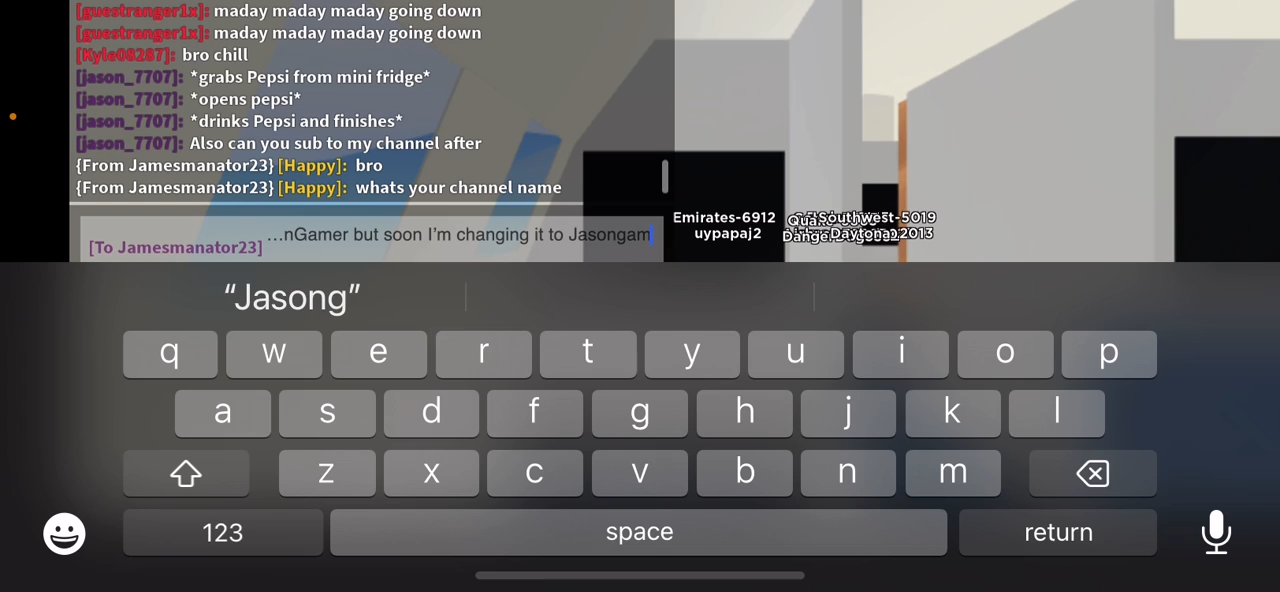 [guestranger1x]: maday maday maday going down
[guestranger1x]: maday maday maday going down
[Kyle08287]: bro chill
[jason_7707]: *grabs Pepsi from mini fridge*
[jason_7707]: *opens pepsi*
[jason_7707]: *drinks Pepsi and finishes*
[jason_7707]: Also can you sub to my channel after
{From Jamesmanator23} [Happy]: bro
{From Jamesmanator23} [Happy]: whats your channel name
[To Jamesmanator23] …nGamer but soon I'm changing it to Jasongam
Emirates-6912
uypapaj2
Southwest-5019
“Jasong”
q w e r t y u i o p
a s d f g h j k l
z x c v b n m
123 space return